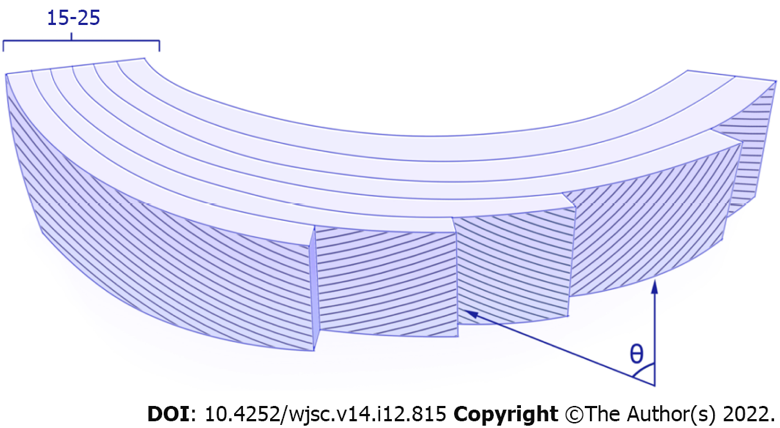 15-25
θ
DOI: 10.4252/wjsc.v14.i12.815 Copyright ©The Author(s) 2022.